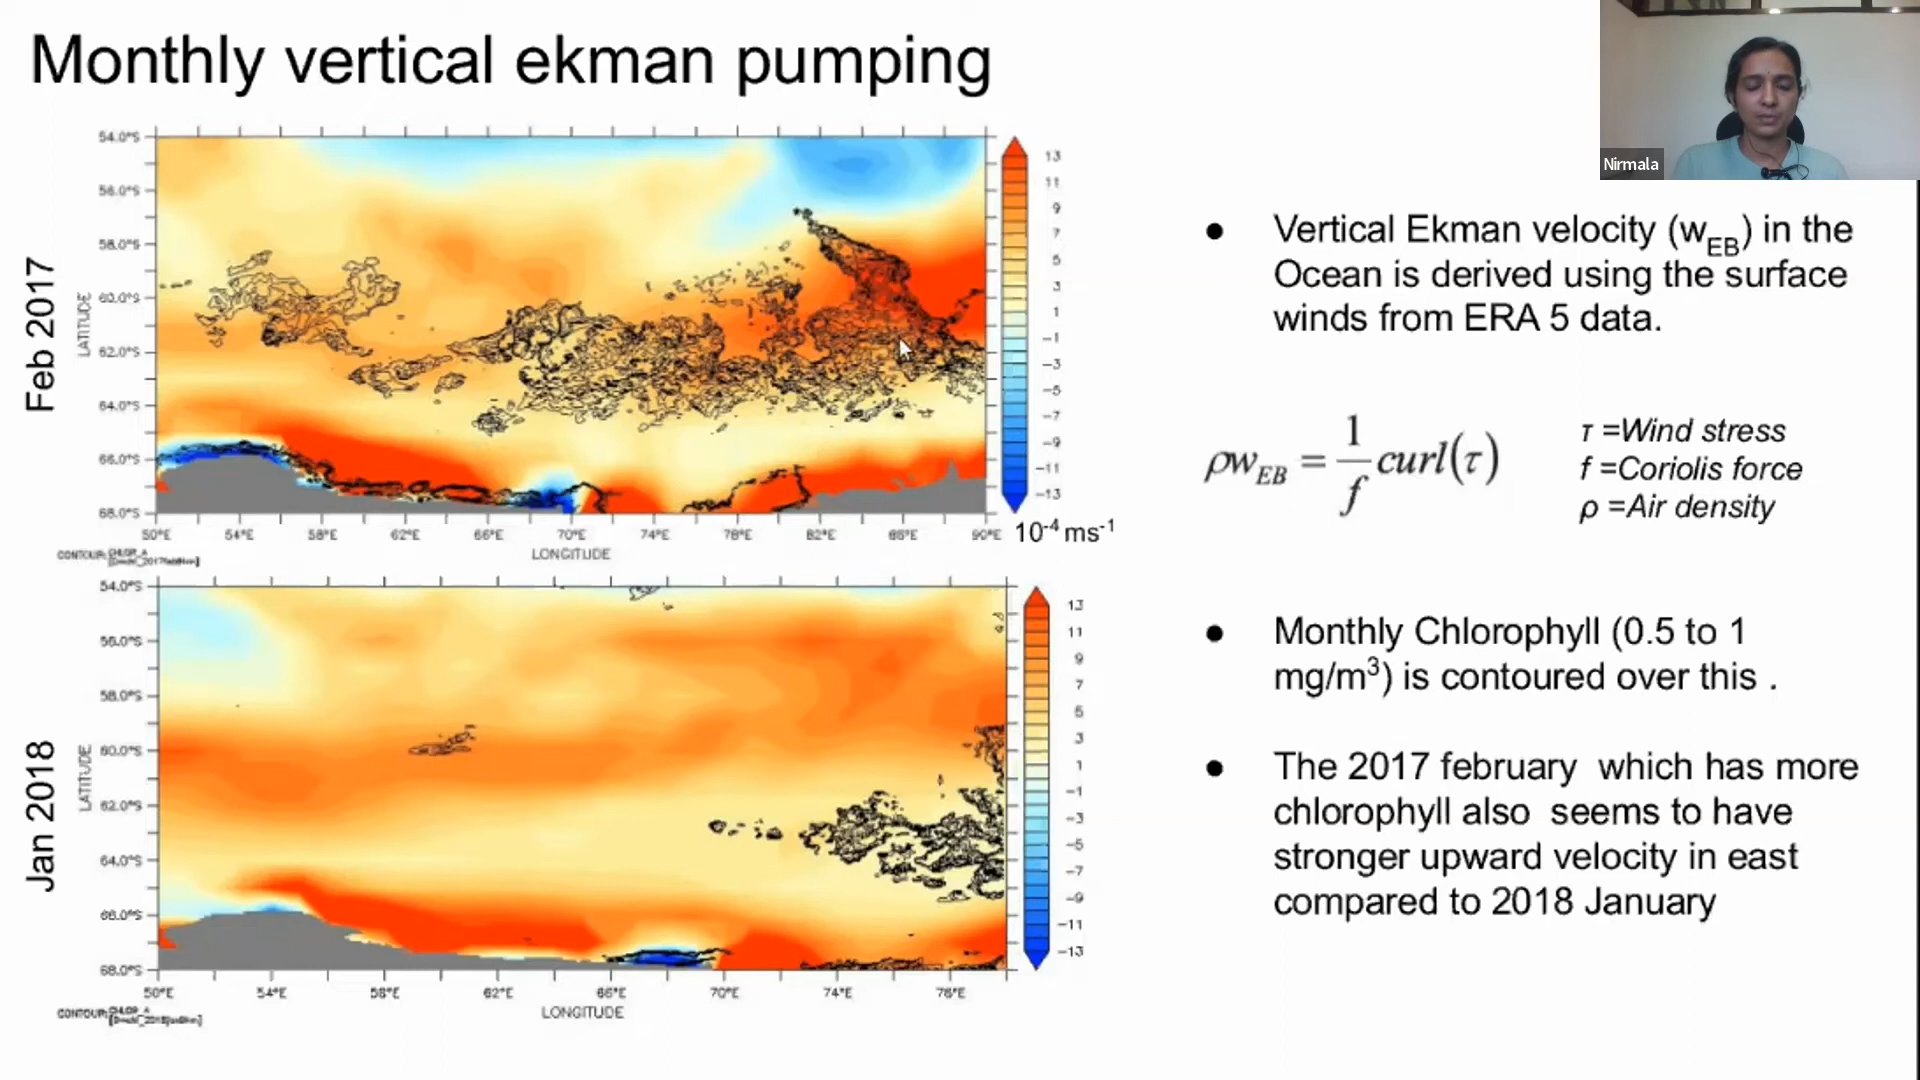 Monthly vertical ekman pumping
Nirmala
Feb 2017
LATITUDE
54.0°S
56.0°S
58.0°S
60.0°S
62.0°S
64.0°S
66.0°S
68.0°S
50°E 54°E 58°E 62°E 66°E 70°E 74°E 78°E 82°E 86°E 90°E
LONGITUDE
13
11
9
7
5
3
1
-1
-3
-5
-7
-9
-11
-13
10-4 ms-1
CONTOUR: CHLOR_A
Jan 2018
LATITUDE
54.0°S
56.0°S
58.0°S
60.0°S
62.0°S
64.0°S
66.0°S
68.0°S
50°E 54°E 58°E 62°E 66°E 70°E 74°E 78°E
LONGITUDE
13
11
9
7
5
3
1
-1
-3
-5
-7
-9
-11
-13
CONTOUR: CHLOR_A
● Vertical Ekman velocity (wEB) in the
Ocean is derived using the surface
winds from ERA 5 data.
ρwEB = 1/f curl(τ)
τ =Wind stress
f =Coriolis force
ρ =Air density
● Monthly Chlorophyll (0.5 to 1
mg/m3) is contoured over this .
● The 2017 february which has more
chlorophyll also seems to have
stronger upward velocity in east
compared to 2018 January